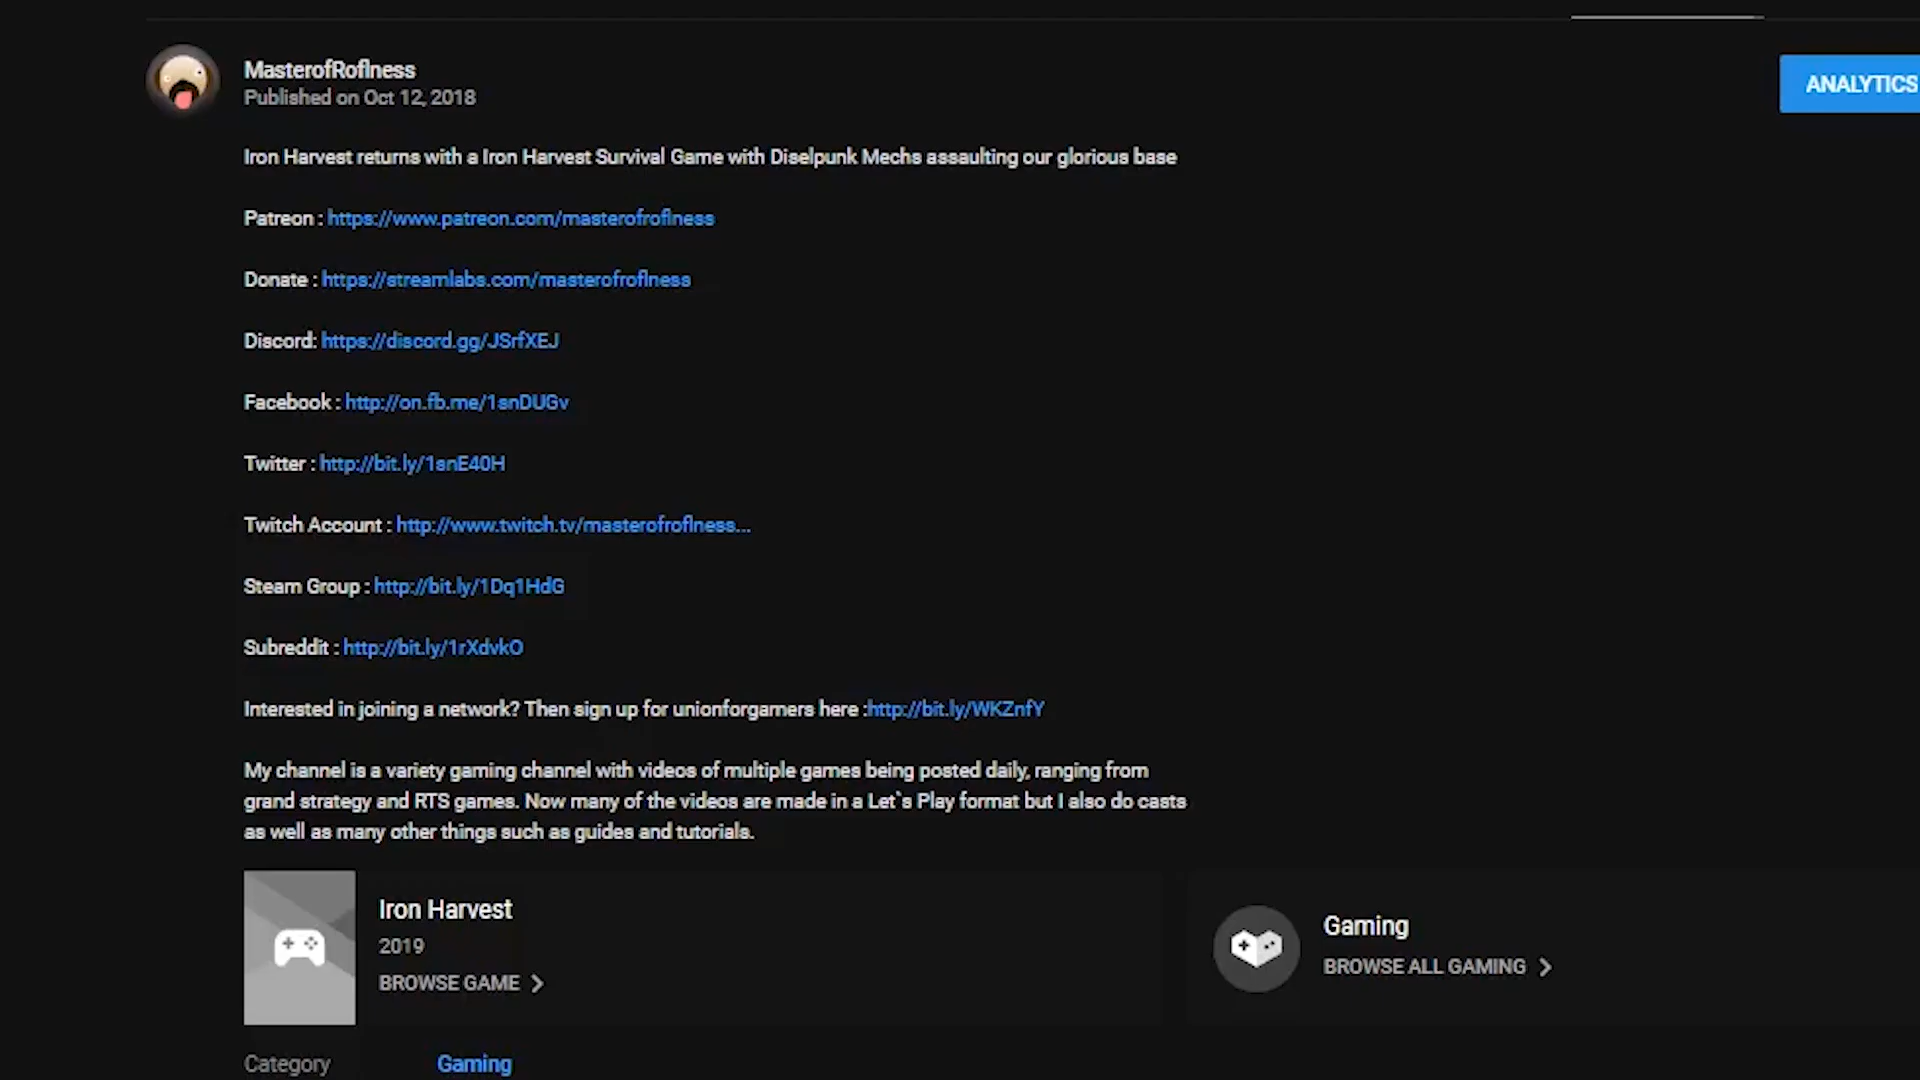 MasterofRoflness
Published on Oct 12, 2018
ANALYTICS
Iron Harvest returns with a Iron Harvest Survival Game with Diselpunk Mechs assaulting our glorious base
Patreon : https://www.patreon.com/masterofroflness
Donate : https://streamlabs.com/masterofroflness
Discord: https://discord.gg/JSrfXEJ
Facebook : http://on.fb.me/1snDUGv
Twitter : http://bit.ly/1snE40H
Twitch Account : http://www.twitch.tv/masterofroflness...
Steam Group : http://bit.ly/1Dq1HdG
Subreddit : http://bit.ly/1rXdvkO
Interested in joining a network? Then sign up for unionforgamers here :http://bit.ly/WKZnfY
My channel is a variety gaming channel with videos of multiple games being posted daily, ranging from
grand strategy and RTS games. Now many of the videos are made in a Let`s Play format but I also do casts
as well as many other things such as guides and tutorials.
Iron Harvest
2019
BROWSE GAME
Gaming
BROWSE ALL GAMING
Category Gaming